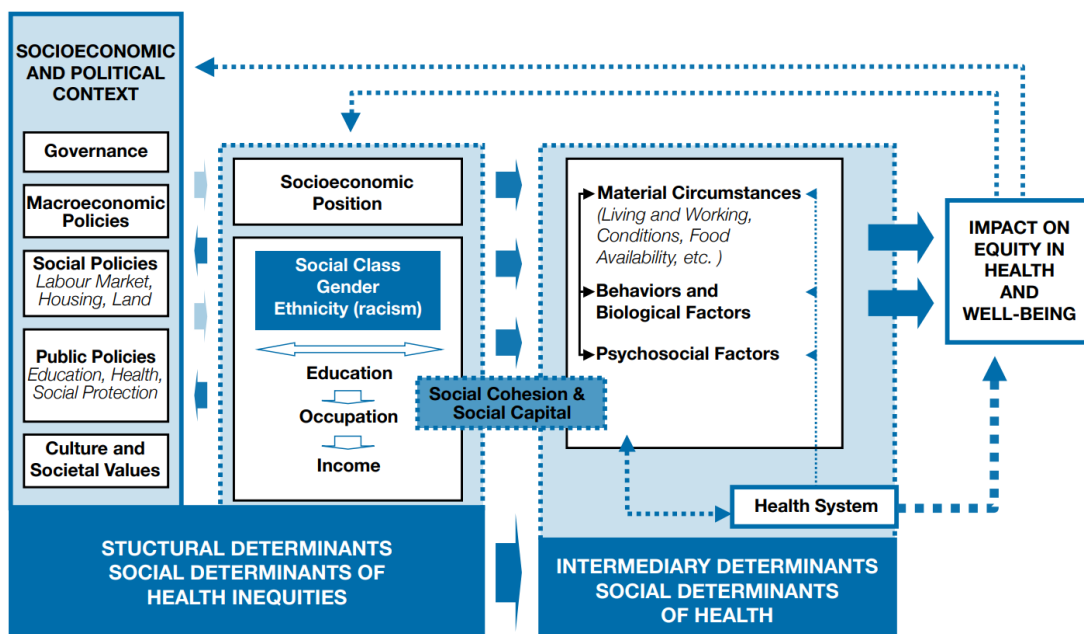 SOCIOECONOMIC
AND POLITICAL
CONTEXT
Governance
Macroeconomic
Policies
Social Policies
Labour Market,
Housing, Land
Public Policies
Education, Health,
Social Protection
Culture and
Societal Values
Socioeconomic
Position
Social Class
Gender
Ethnicity (racism)
Education
Occupation
Income
Social Cohesion &
Social Capital
Material Circumstances
(Living and Working,
Conditions, Food
Availability, etc. )
Behaviors and
Biological Factors
Psychosocial Factors
Health System
IMPACT ON
EQUITY IN
HEALTH
AND
WELL-BEING
STUCTURAL DETERMINANTS
SOCIAL DETERMINANTS OF
HEALTH INEQUITIES
INTERMEDIARY DETERMINANTS
SOCIAL DETERMINANTS
OF HEALTH